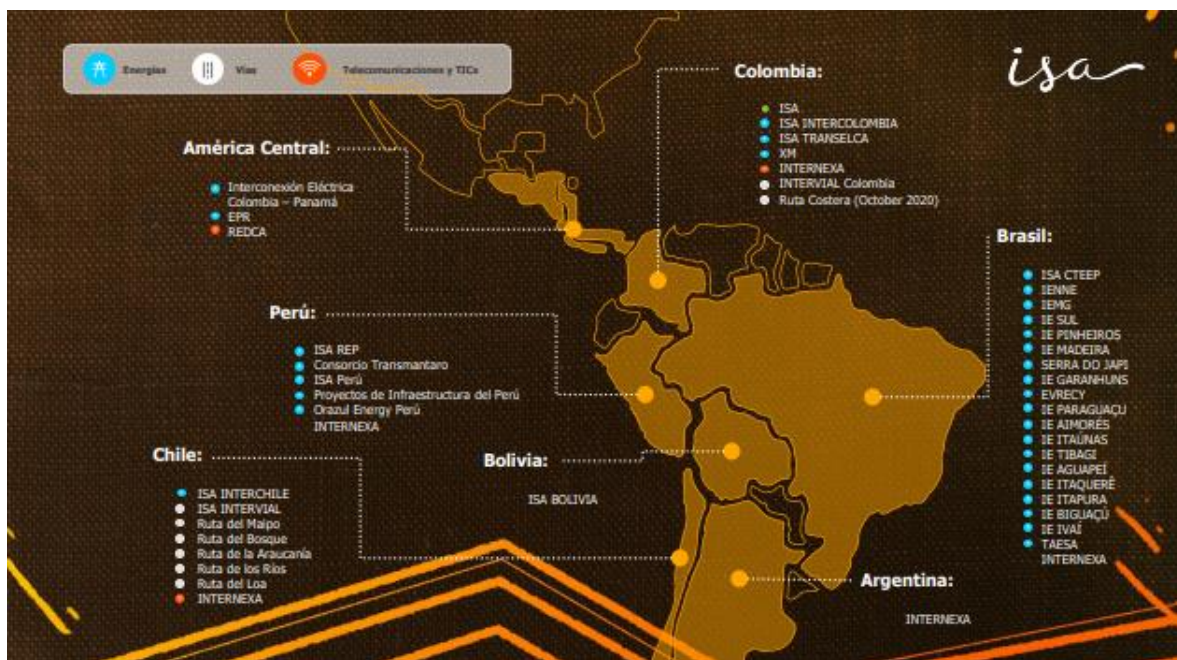 Energías
Vías
Telecomunicaciones y TICs
isa
Colombia:
ISA
ISA INTERCOLOMBIA
ISA TRANSELCA
XM
INTERNEXA
INTERVIAL Colombia
Ruta Costera (October 2020)
América Central:
Interconexión Eléctrica
Colombia – Panamá
EPR
REDCA
Brasil:
ISA CTEEP
IENNE
IEMG
IE SUL
IE PINHEIROS
IE MADEIRA
SERRA DO JAPI
IE GARANHUNS
EVRECY
IE PARAGUAÇU
IE AIMORÉS
IE ITAÚNAS
IE TIBAGI
IE AGUAPEÍ
IE ITAQUERÊ
IE ITAPURA
IE BIGUAÇÚ
IE IVAÍ
TAESA
INTERNEXA
Perú:
ISA REP
Consorcio Transmantaro
ISA Perú
Proyectos de Infraestructura del Perú
Orazul Energy Perú
INTERNEXA
Chile:
ISA INTERCHILE
ISA INTERVIAL
Ruta del Maipo
Ruta del Bosque
Ruta de la Araucanía
Ruta de los Ríos
Ruta del Loa
INTERNEXA
Bolivia:
ISA BOLIVIA
Argentina:
INTERNEXA